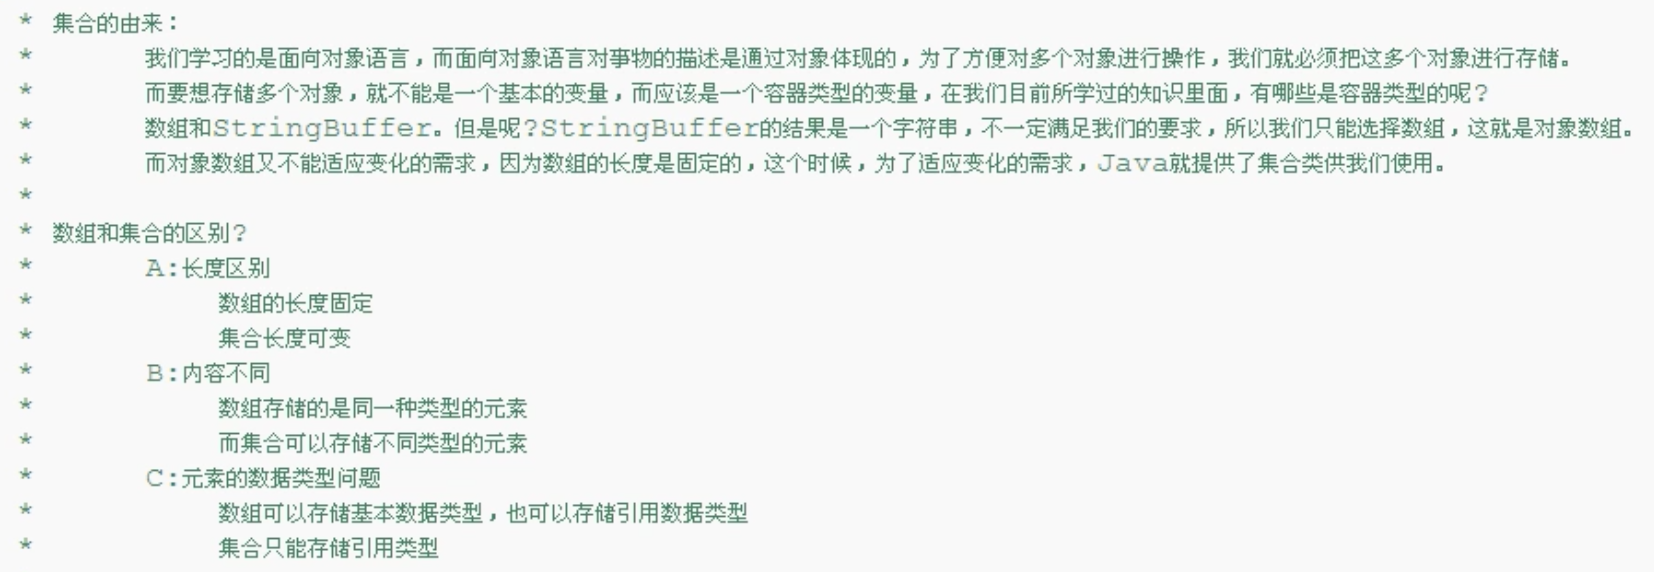 * 集合的由来：
* 我们学习的是面向对象语言，而面向对象语言对事物的描述是通过对象体现的，为了方便对多个对象进行操作，我们就必须把这多个对象进行存储。
* 而要想存储多个对象，就不能是一个基本的变量，而应该是一个容器类型的变量，在我们目前所学过的知识里面，有哪些是容器类型的呢？
* 数组和StringBuffer。但是呢？StringBuffer的结果是一个字符串，不一定满足我们的要求，所以我们只能选择数组，这就是对象数组。
* 而对象数组又不能适应变化的需求，因为数组的长度是固定的，这个时候，为了适应变化的需求，Java就提供了集合类供我们使用。
*
* 数组和集合的区别？
* A：长度区别
* 数组的长度固定
* 集合长度可变
* B：内容不同
* 数组存储的是同一种类型的元素
* 而集合可以存储不同类型的元素
* C：元素的数据类型问题
* 数组可以存储基本数据类型，也可以存储引用数据类型
* 集合只能存储引用类型